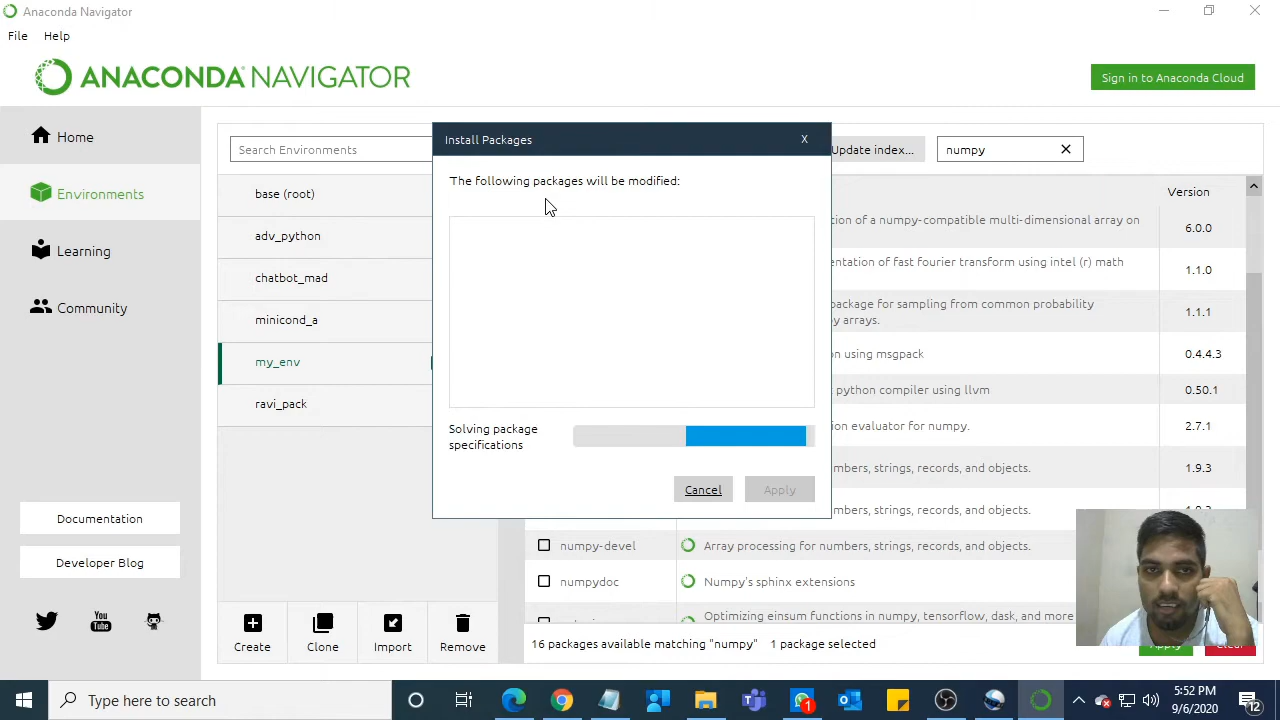 Anaconda Navigator
File Help
ANACONDA NAVIGATOR
Sign in to Anaconda Cloud
Home
Environments
Learning
Community
Documentation
Developer Blog
Search Environments
base (root)
adv_python
chatbot_mad
minicond_a
my_env
ravi_pack
Create Clone Import Remove
Install Packages X
The following packages will be modified:
Solving package
specifications
Cancel Apply
Update index... numpy
Version
ion of a numpy-compatible multi-dimensional array on 6.0.0
entation of fast fourier transform using intel (r) math 1.1.0
package for sampling from common probability
y arrays. 1.1.1
n using msgpack 0.4.4.3
python compiler using llvm 0.50.1
ion evaluator for numpy. 2.7.1
mbers, strings, records, and objects. 1.9.3
mbers, strings, records, and objects.
numpy-devel Array processing for numbers, strings, records, and objects.
numpydoc Numpy's sphinx extensions
Optimizing einsum functions in numpy, tensorflow, dask, and more
16 packages available matching "numpy" 1 package selected
Type here to search
1
5:52 PM
9/6/2020
12